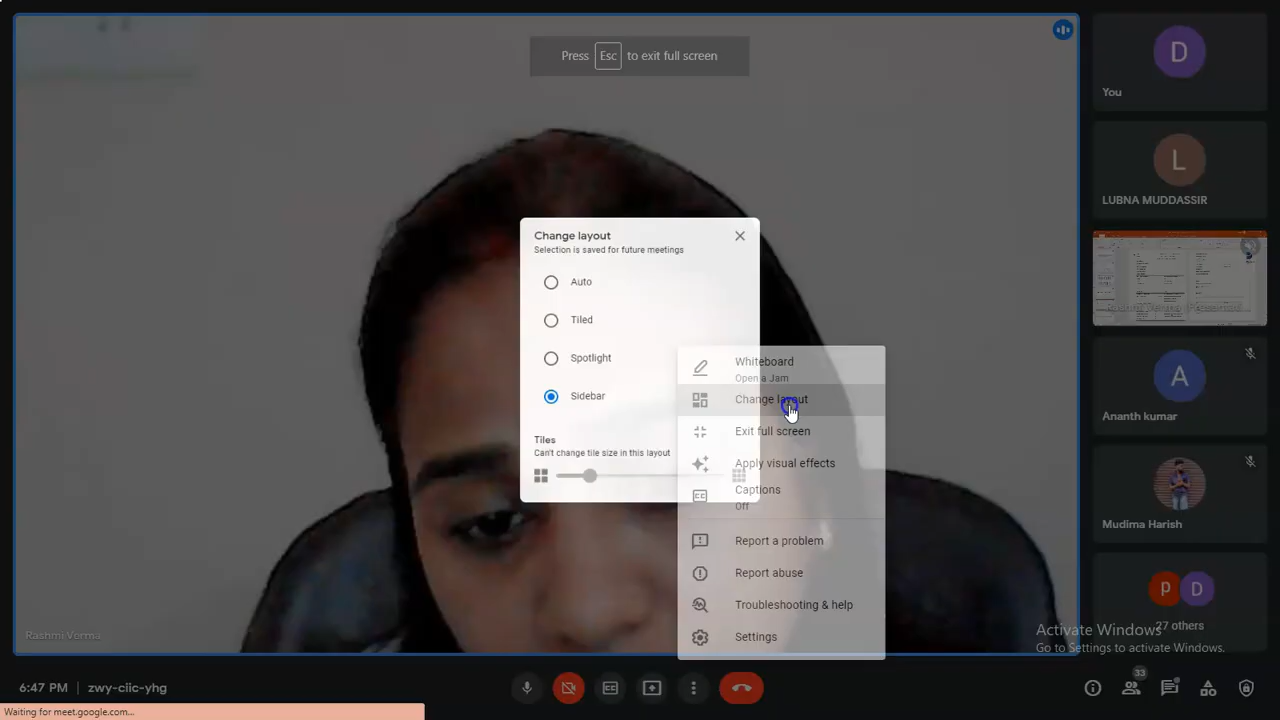 Press Esc to exit full screen
D
You
L
LUBNA MUDDASSIR
A
Ananth kumar
Mudima Harish
P D
27 others
Change layout
Selection is saved for future meetings
Auto
Tiled
Spotlight
Sidebar
Tiles
Can't change tile size in this layout
Whiteboard
Open a Jam
Change layout
Exit full screen
Apply visual effects
Captions
Off
Report a problem
Report abuse
Troubleshooting & help
Settings
Rashmi Verma
Activate Windows
Go to Settings to activate Windows.
6:47 PM | zwy-ciic-yhg
33
Waiting for meet.google.com...